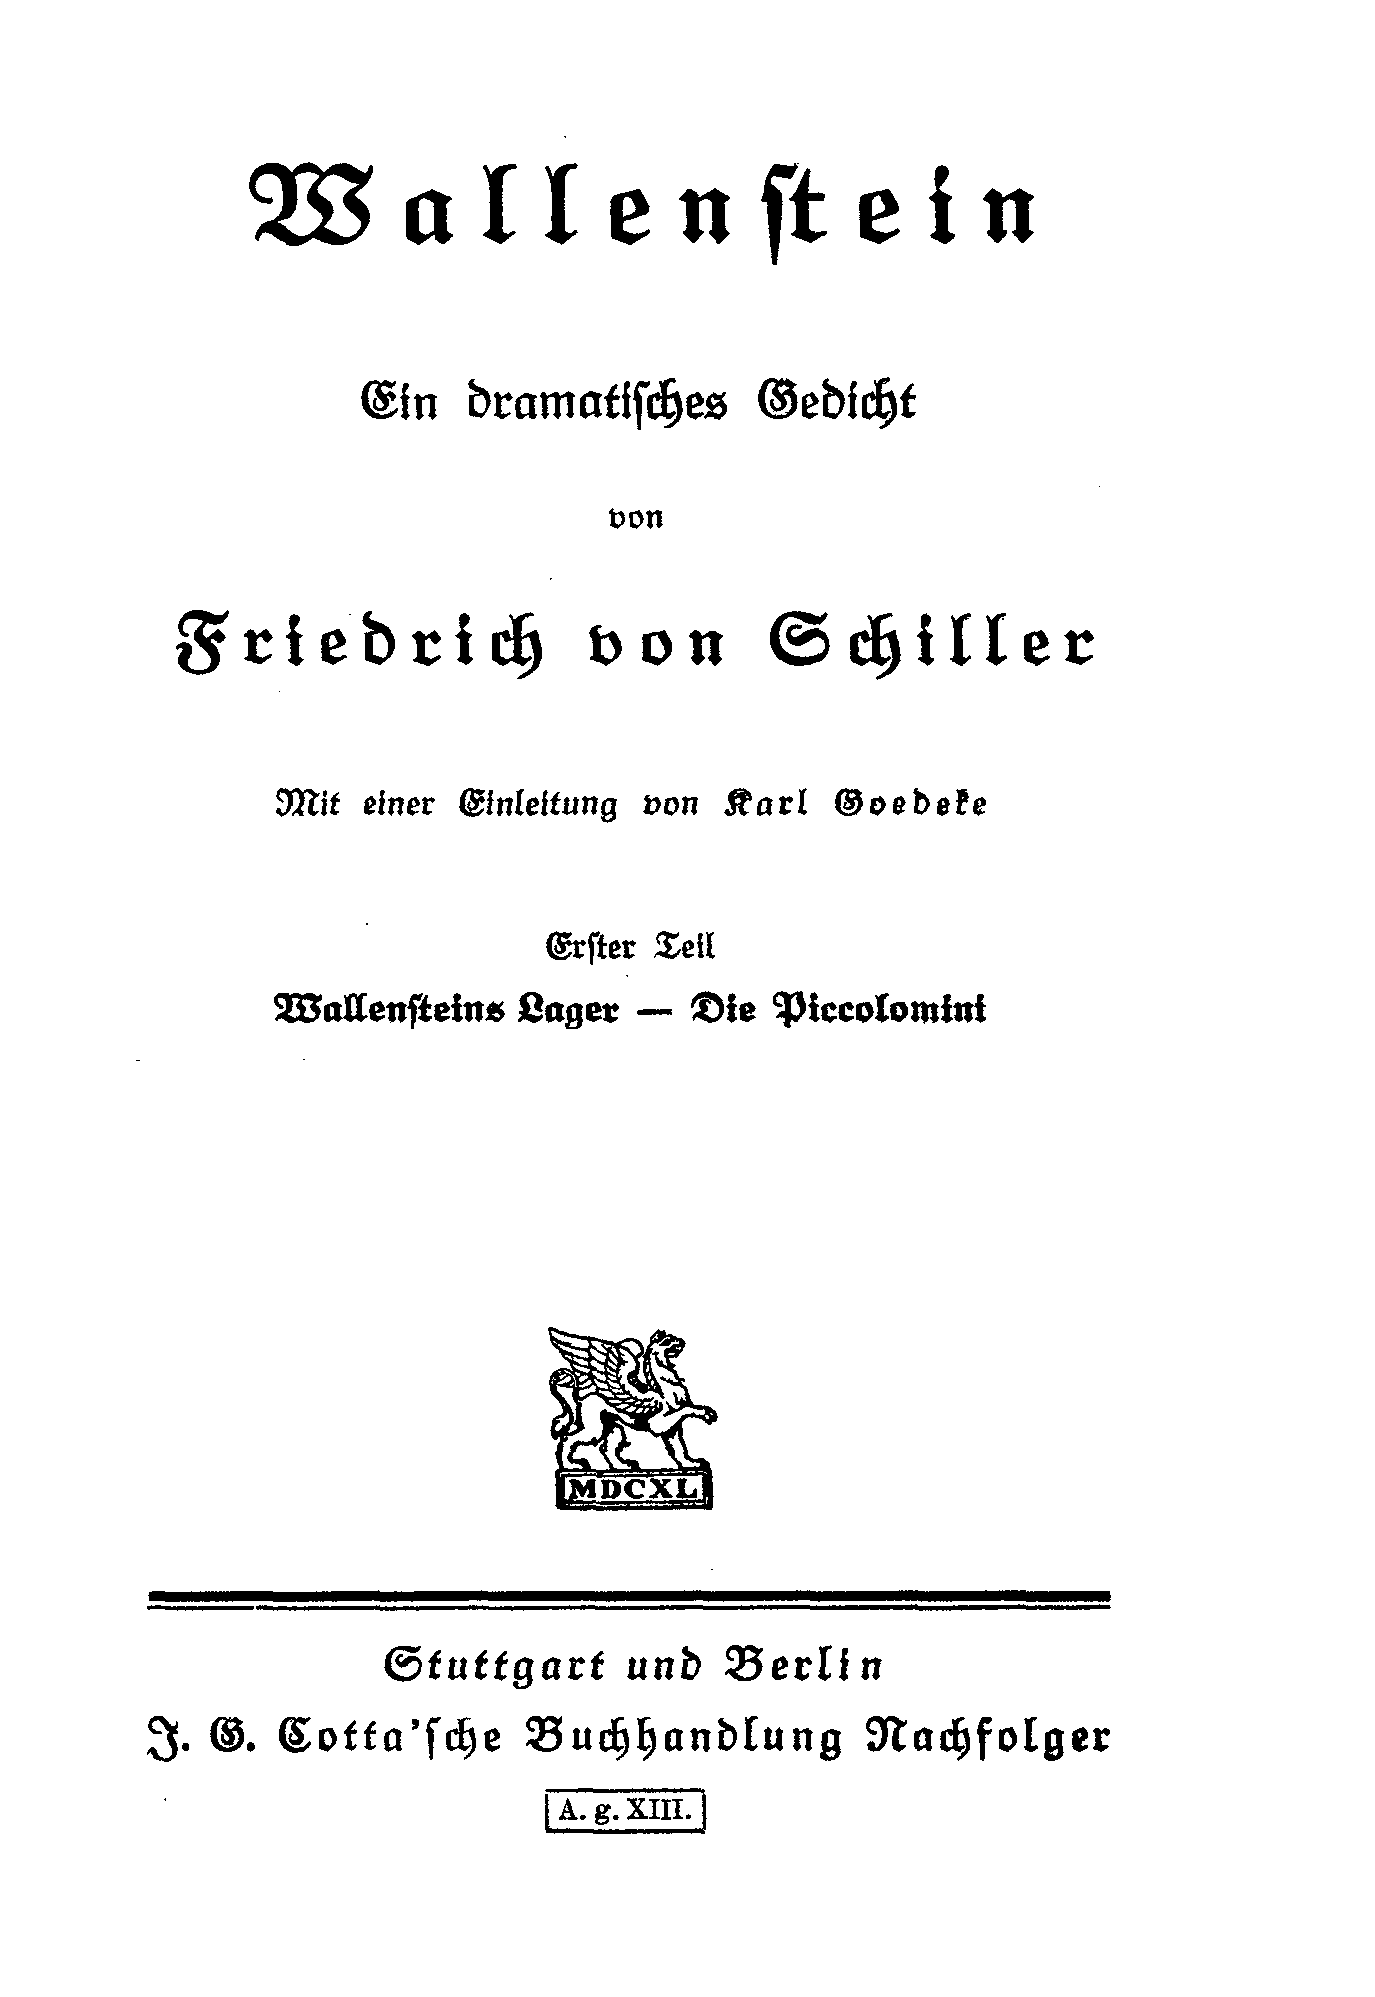 Wallenſtein
Ein dramatiſches Gedicht
von
Friedrich von Schiller
Mit einer Einleitung von Karl Goedeke
Erſter Teil
Wallenſteins Lager — Die Piccolomini
MDCXL
Stuttgart und Berlin
J. G. Cotta'ſche Buchhandlung Nachfolger
A. g. XIII.